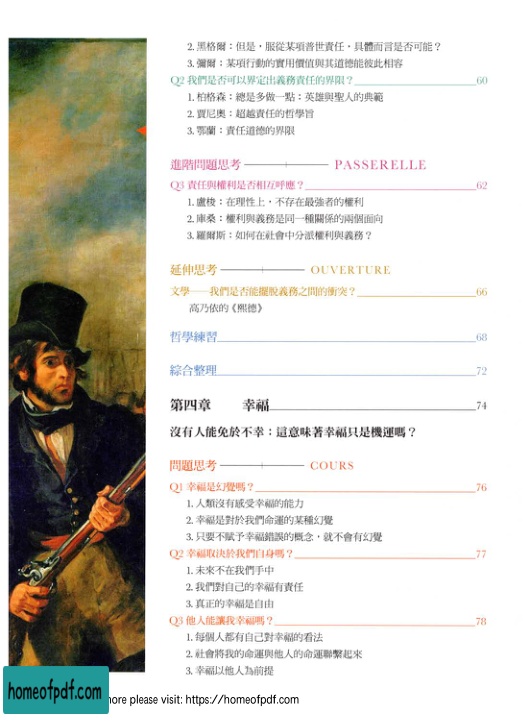 2. 黑格爾：但是，服從某項普世責任，具體而言是否可能？
3. 彌爾：某項行動的實用價值與其道德能彼此相容
Q2 我們是否可以界定出義務責任的界限？ 60
1. 柏格森：總是多做一點：英雄與聖人的典範
2. 賈尼奧：超越責任的哲學旨
3. 鄂蘭：責任道德的界限
進階問題思考 PASSERELLE
Q3 責任與權利是否相互呼應？ 62
1. 盧梭：在理性上，不存在最強者的權利
2. 庫桑：權利與義務是同一種關係的兩個面向
3. 羅爾斯：如何在社會中分派權利與義務？
延伸思考 OUVERTURE
文學──我們是否能擺脫義務之間的衝突？ 66
高乃依的《熙德》
哲學練習 68
綜合整理 72
第四章 幸福 74
沒有人能免於不幸：這意味著幸福只是機運嗎？
問題思考 COURS
Q1 幸福是幻覺嗎？ 76
1. 人類沒有感受幸福的能力
2. 幸福是對於我們命運的某種幻覺
3. 只要不賦予幸福錯誤的概念，就不會有幻覺
Q2 幸福取決於我們自身嗎？ 77
1. 未來不在我們手中
2. 我們對自己的幸福有責任
3. 真正的幸福是自由
Q3 他人能讓我幸福嗎？ 78
1. 每個人都有自己對幸福的看法
2. 社會將我的命運與他人的命運聯繫起來
3. 幸福以他人為前提
homeofpdf.com
more please visit: https://homeofpdf.com